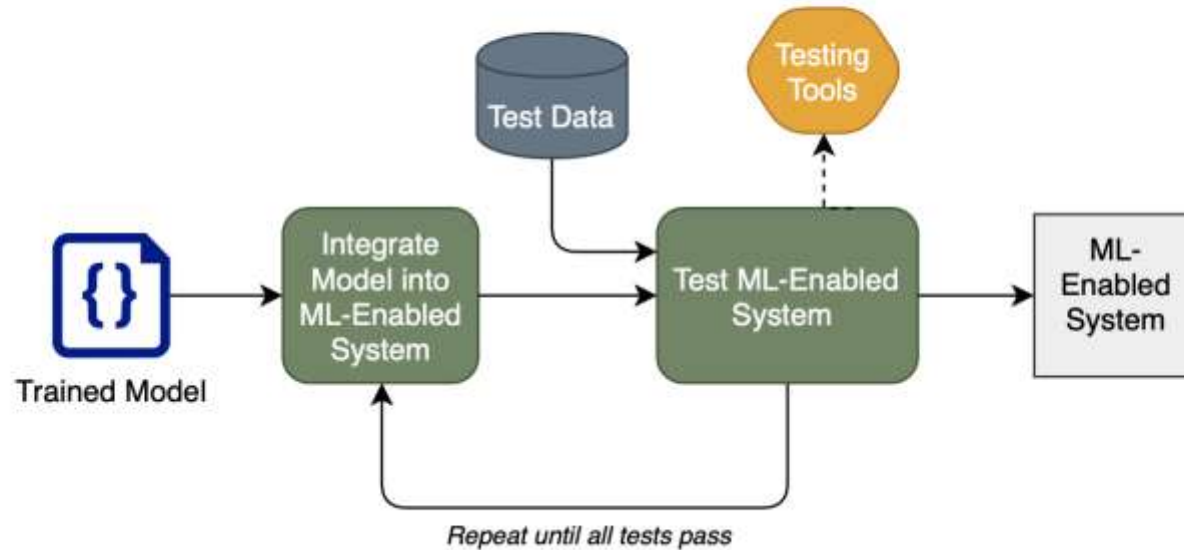 Testing
Tools
Test Data
Integrate
Model into
ML-Enabled
System
Test ML-Enabled
System
ML-
Enabled
System
{}
Trained Model
Repeat until all tests pass